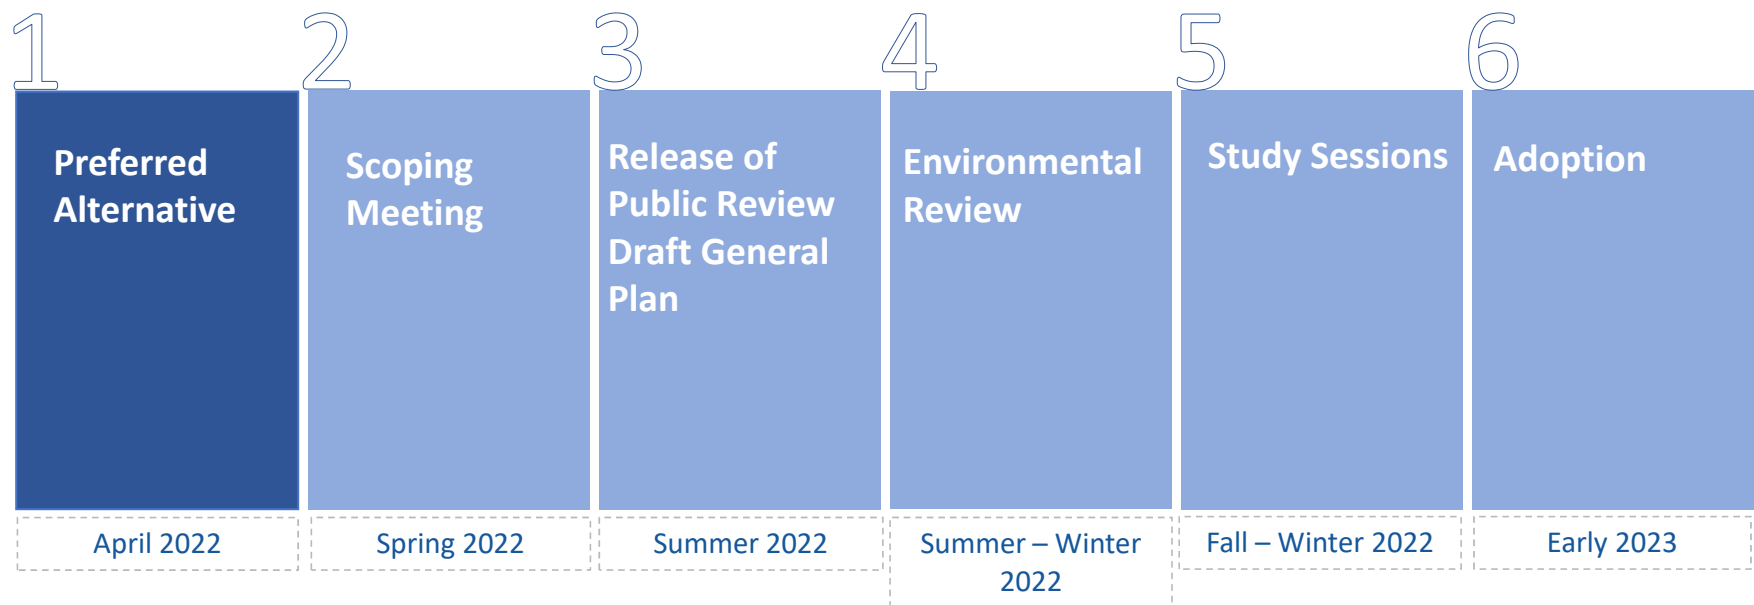 1
Preferred
Alternative
April 2022
2
Scoping
Meeting
Spring 2022
3
Release of
Public Review
Draft General
Plan
Summer 2022
4
Environmental
Review
Summer – Winter
2022
5
Study Sessions
Fall – Winter 2022
6
Adoption
Early 2023